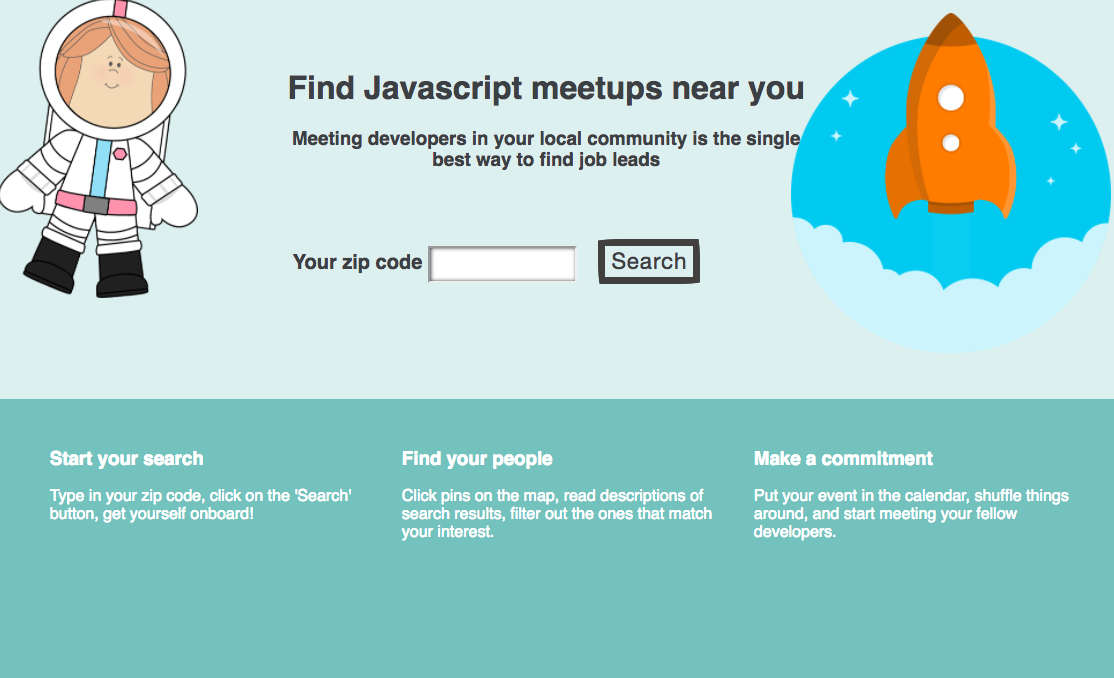 Find Javascript meetups near you
Meeting developers in your local community is the single
best way to find job leads
Your zip code
Search
Start your search
Type in your zip code, click on the 'Search'
button, get yourself onboard!
Find your people
Click pins on the map, read descriptions of
search results, filter out the ones that match
your interest.
Make a commitment
Put your event in the calendar, shuffle things
around, and start meeting your fellow
developers.